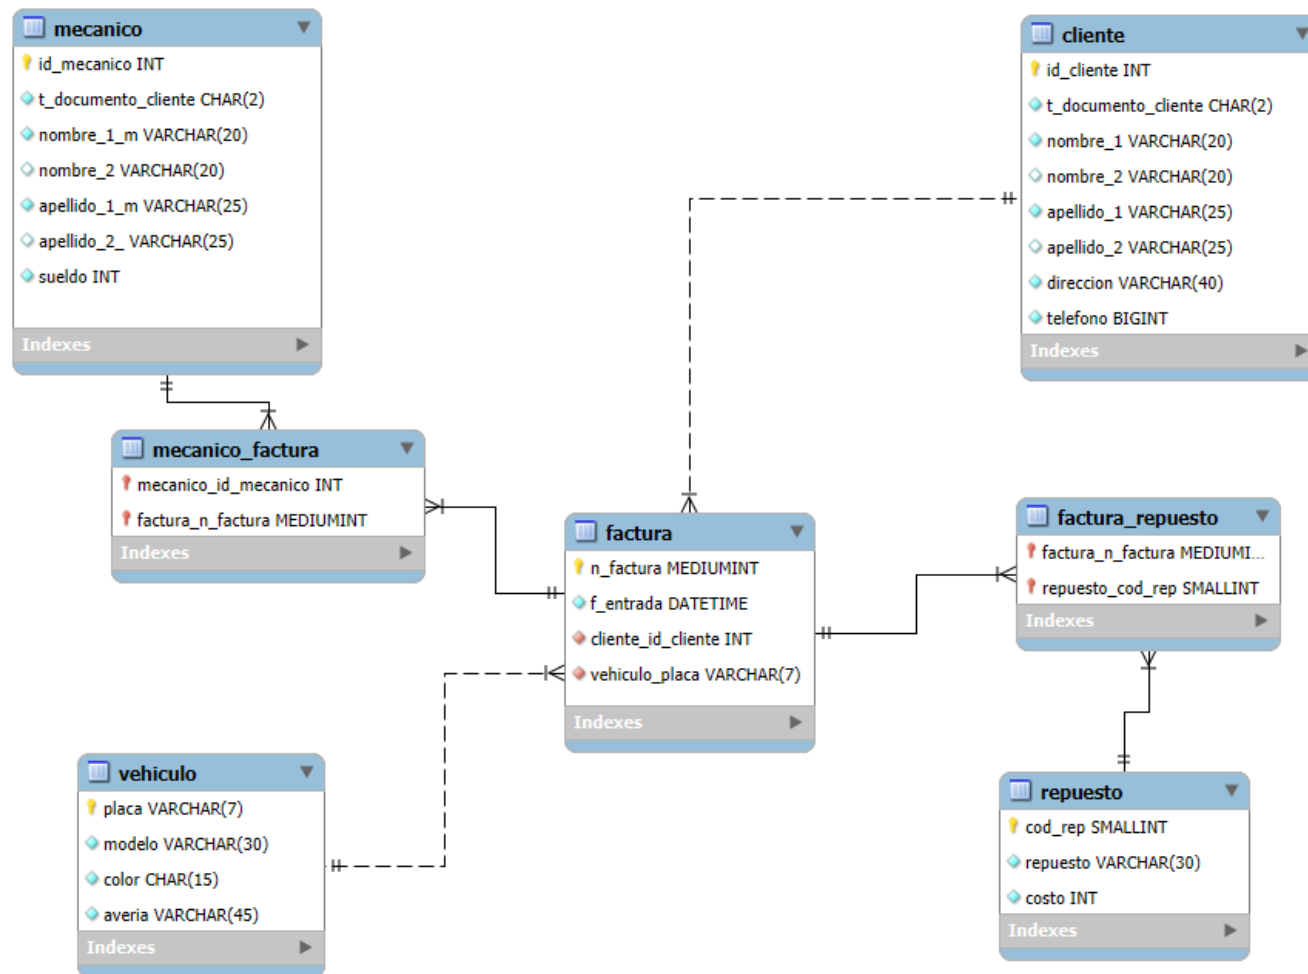 mecanico
id_mecanico INT
t_documento_cliente CHAR(2)
nombre_1_m VARCHAR(20)
nombre_2 VARCHAR(20)
apellido_1_m VARCHAR(25)
apellido_2_ VARCHAR(25)
sueldo INT
Indexes
cliente
id_cliente INT
t_documento_cliente CHAR(2)
nombre_1 VARCHAR(20)
nombre_2 VARCHAR(20)
apellido_1 VARCHAR(25)
apellido_2 VARCHAR(25)
direccion VARCHAR(40)
telefono BIGINT
Indexes
mecanico_factura
mecanico_id_mecanico INT
factura_n_factura MEDIUMINT
Indexes
factura
n_factura MEDIUMINT
f_entrada DATETIME
cliente_id_cliente INT
vehiculo_placa VARCHAR(7)
Indexes
factura_repuesto
factura_n_factura MEDIUMI...
repuesto_cod_rep SMALLINT
Indexes
vehiculo
placa VARCHAR(7)
modelo VARCHAR(30)
color CHAR(15)
averia VARCHAR(45)
Indexes
repuesto
cod_rep SMALLINT
repuesto VARCHAR(30)
costo INT
Indexes